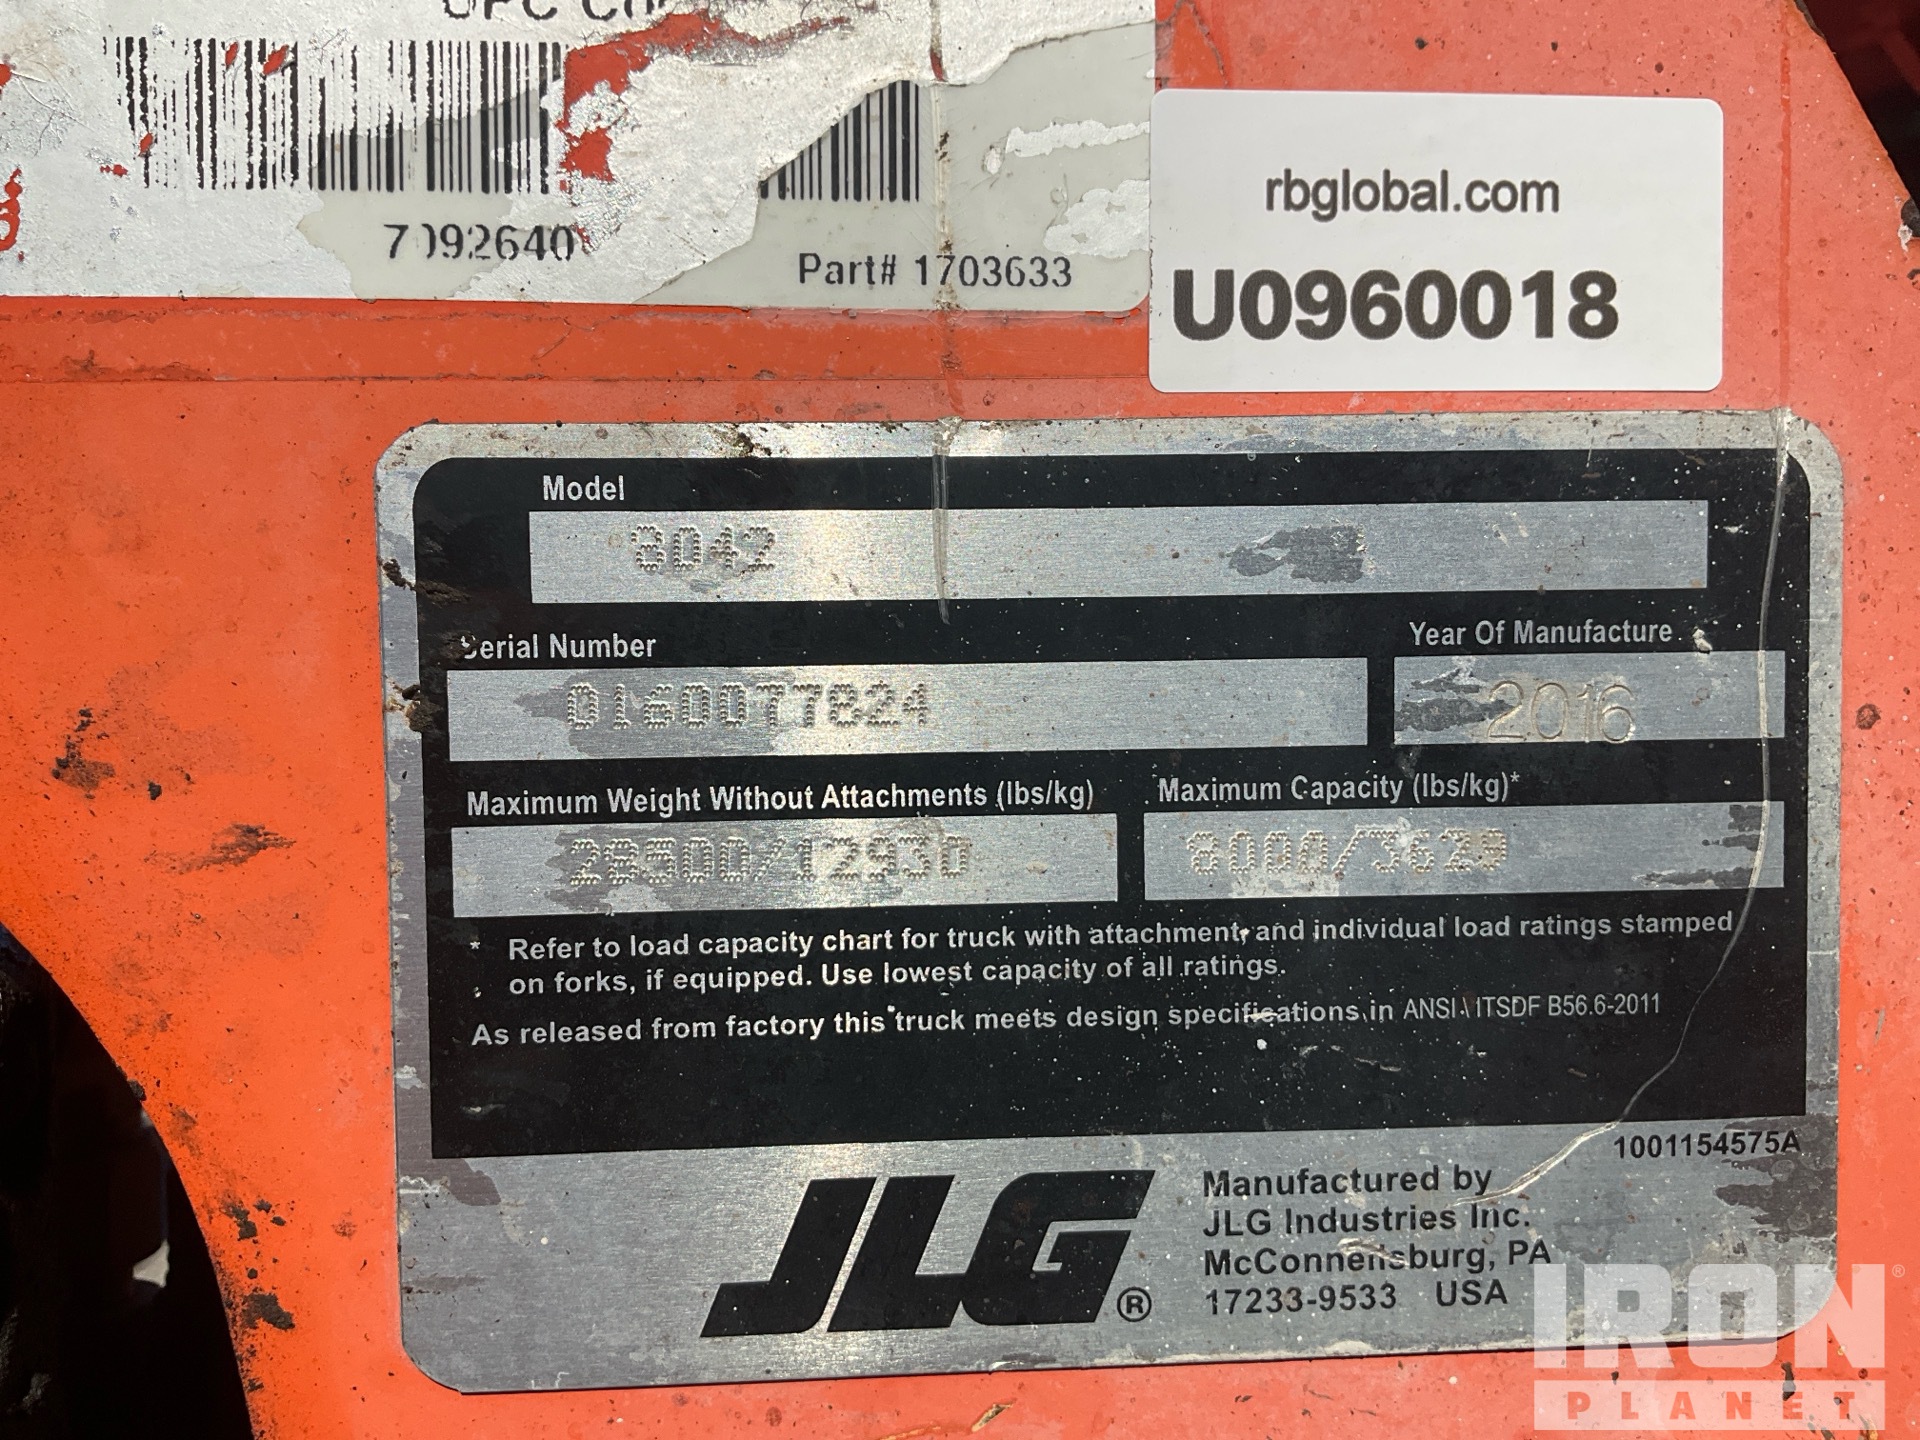 Part# 1703633
rbglobal.com
U0960018
Model
8042
Serial Number
0160077824
Year Of Manufacture
2016
Maximum Weight Without Attachments (lbs/kg)
28500/12930
Maximum Capacity (lbs/kg)*
8000/3629
* Refer to load capacity chart for truck with attachment, and individual load ratings stamped
on forks, if equipped. Use lowest capacity of all ratings.
As released from factory this truck meets design specifications in ANSI/ITSDF B56.6-2011
1001154575A
JLG®
Manufactured by
JLG Industries Inc.
McConnellsburg, PA
17233-9533 USA
IRON®
PLANET